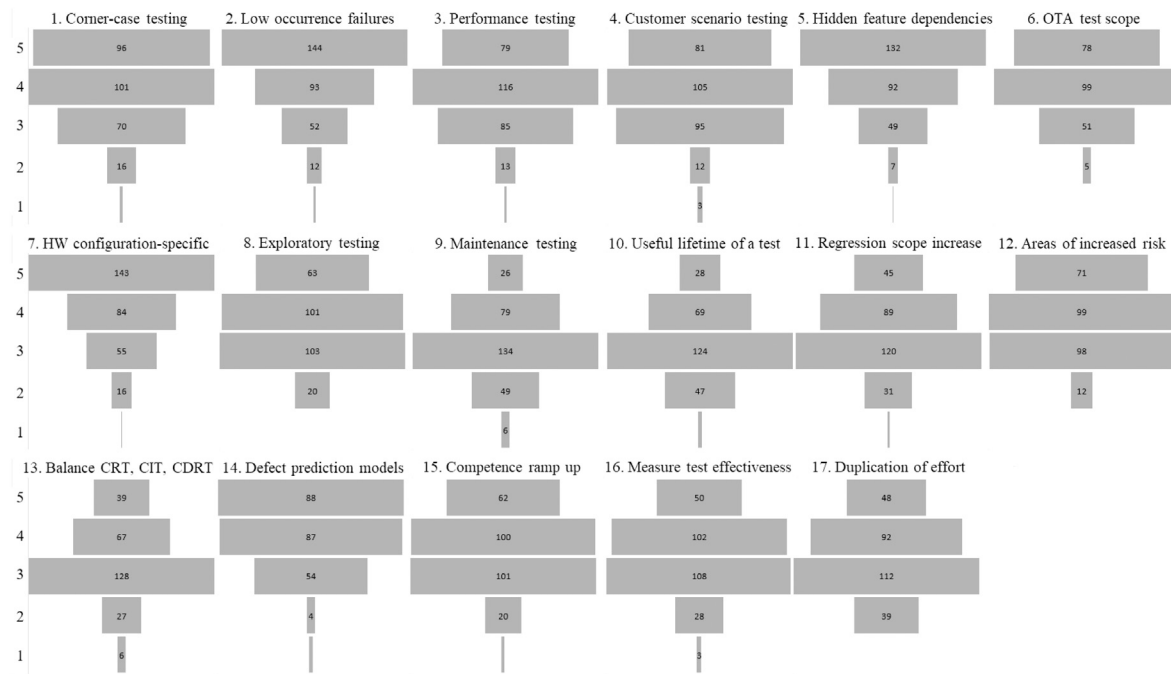 1. Corner-case testing 2. Low occurrence failures 3. Performance testing 4. Customer scenario testing 5. Hidden feature dependencies 6. OTA test scope
5 96 144 79 81 132 78
4 101 93 116 105 92 99
3 70 52 85 95 49 51
2 16 12 13 12 7 5
1 3
7. HW configuration-specific 8. Exploratory testing 9. Maintenance testing 10. Useful lifetime of a test 11. Regression scope increase 12. Areas of increased risk
5 143 63 26 28 45 71
4 84 101 79 69 89 99
3 55 103 134 124 120 98
2 16 20 49 47 31 12
1 6
13. Balance CRT, CIT, CDRT 14. Defect prediction models 15. Competence ramp up 16. Measure test effectiveness 17. Duplication of effort
5 39 88 62 50 48
4 67 87 100 102 92
3 128 54 101 108 112
2 27 4 20 28 39
1 6 3